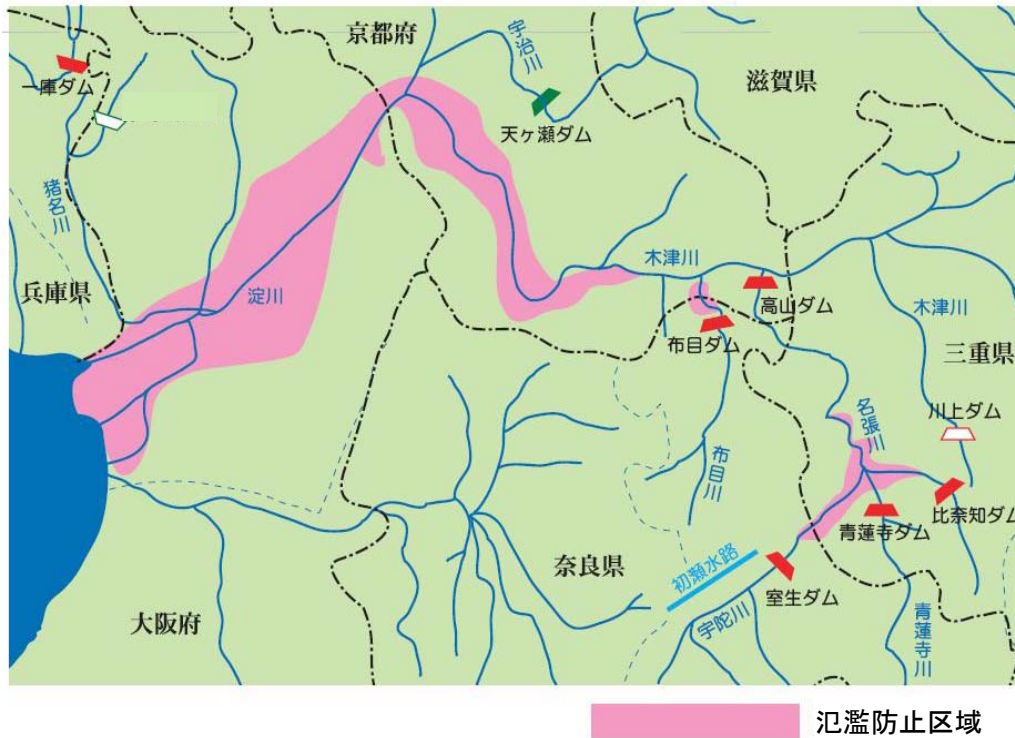 京都府
宇治川
滋賀県
一庫ダム
天ヶ瀬ダム
猪名川
兵庫県
淀川
木津川
高山ダム
木津川
布目ダム
三重県
名張川
川上ダム
布目川
比奈知ダム
青蓮寺ダム
初瀬水路
奈良県
室生ダム
宇陀川
大阪府
青蓮寺川
氾濫防止区域